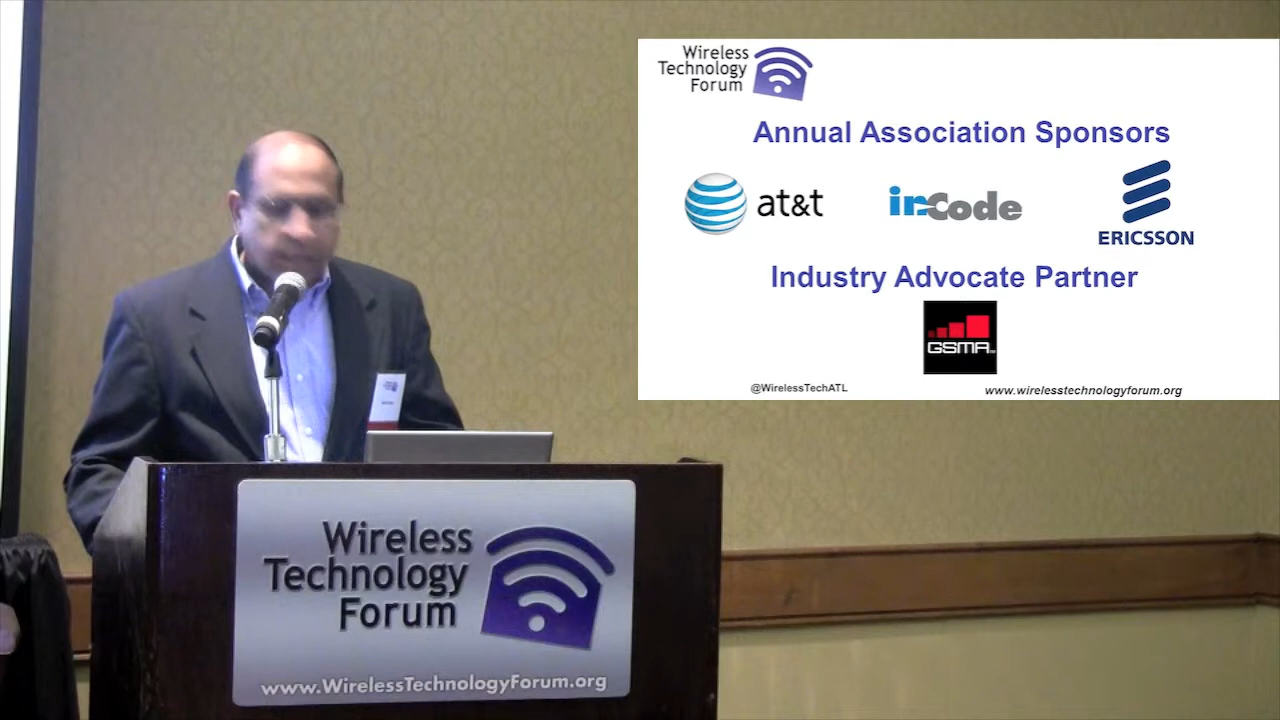 Wireless
Technology
Forum
Annual Association Sponsors
at&t
inCode
ERICSSON
Industry Advocate Partner
GSMA
@WirelessTechATL
www.wirelesstechnologyforum.org
Wireless
Technology
Forum
www.WirelessTechnologyForum.org